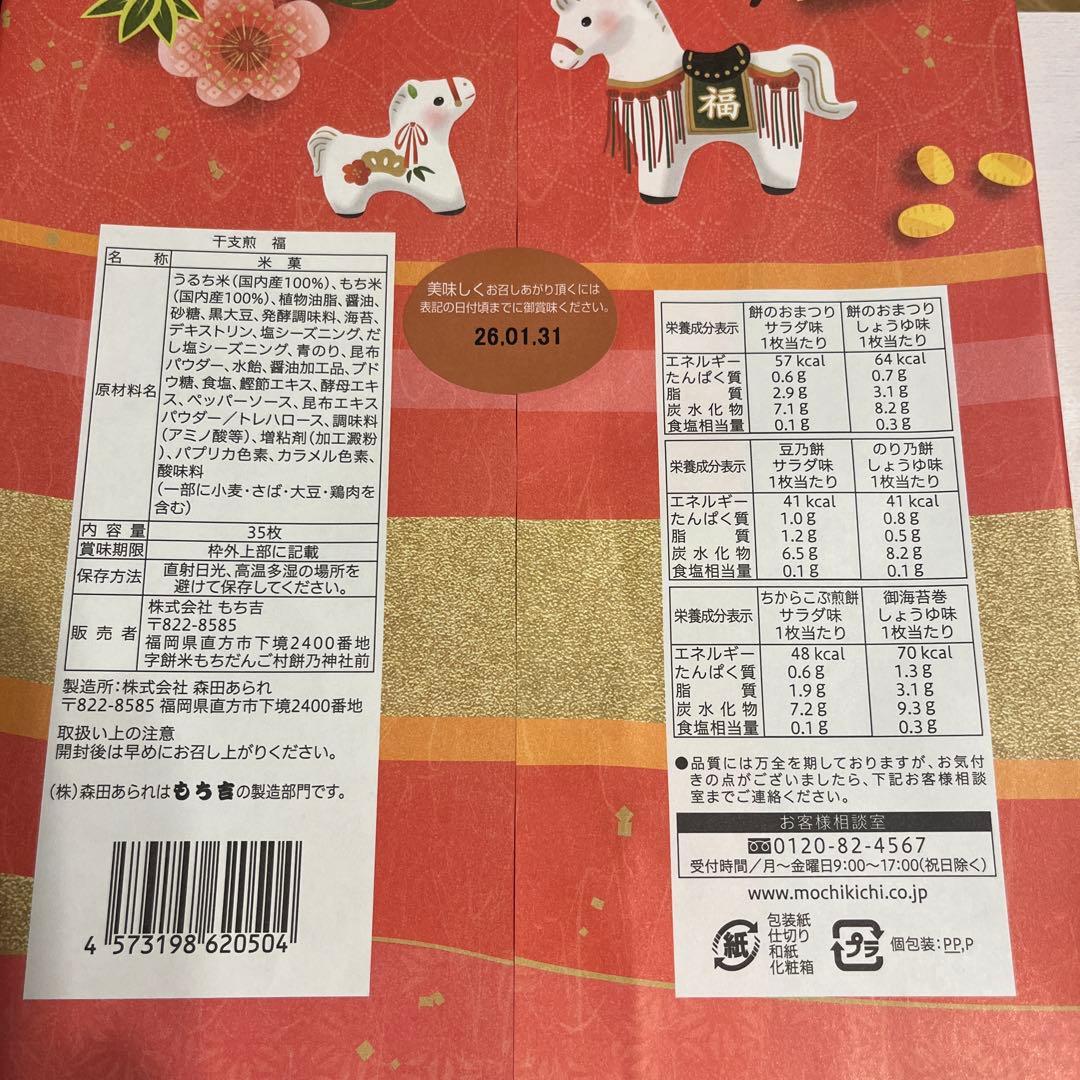 福
干支煎 福
名称 米菓
原材料名
うるち米(国内産100%)、もち米
(国内産100%)、植物油脂、醤油、
砂糖、黒大豆、発酵調味料、海苔、
デキストリン、塩シーズニング、だ
し塩シーズニング、青のり、昆布
パウダー、水飴、醤油加工品、ブド
ウ糖、食塩、鰹節エキス、酵母エキ
ス、ペッパーソース、昆布エキス
パウダー/トレハロース、調味料
(アミノ酸等)、増粘剤(加工澱粉
)、パプリカ色素、カラメル色素、
酸味料
(一部に小麦・さば・大豆・鶏肉を
含む)
内容量 35枚
賞味期限 枠外上部に記載
保存方法 直射日光、高温多湿の場所を
避けて保存してください。
販売者
株式会社 もち吉
〒822-8585
福岡県直方市下境2400番地
字餅米もちだんご村餅乃神社前
製造所:株式会社 森田あられ
〒822-8585 福岡県直方市下境2400番地
取扱い上の注意
開封後は早めにお召し上がりください。
(株)森田あられはもち吉の製造部門です。
4 573198 620504
美味しくお召しあがり頂くには
表記の日付頃までに御賞味ください。
26.01.31
栄養成分表示 餅のおまつり サラダ味 1枚当たり 餅のおまつり しょうゆ味 1枚当たり
エネルギー 57 kcal 64 kcal
たんぱく質 0.6 g 0.7 g
脂質 2.9 g 3.1 g
炭水化物 7.1 g 8.2 g
食塩相当量 0.1 g 0.3 g
栄養成分表示 豆乃餅 サラダ味 1枚当たり のり乃餅 しょうゆ味 1枚当たり
エネルギー 41 kcal 41 kcal
たんぱく質 1.0 g 0.8 g
脂質 1.2 g 0.5 g
炭水化物 6.5 g 8.2 g
食塩相当量 0.1 g 0.1 g
栄養成分表示 ちからこぶ煎餅 サラダ味 1枚当たり 御海苔巻 しょうゆ味 1枚当たり
エネルギー 48 kcal 70 kcal
たんぱく質 0.6 g 1.3 g
脂質 1.9 g 3.1 g
炭水化物 7.2 g 9.3 g
食塩相当量 0.1 g 0.3 g
●品質には万全を期しておりますが、お気付
きの点がございましたら、下記お客様相談
室までご連絡ください。
お客様相談室
0120-82-4567
受付時間/月〜金曜日9:00〜17:00(祝日除く)
www.mochikichi.co.jp
紙
包装紙
仕切り
和紙
化粧箱
プラ
個包装:PP,P